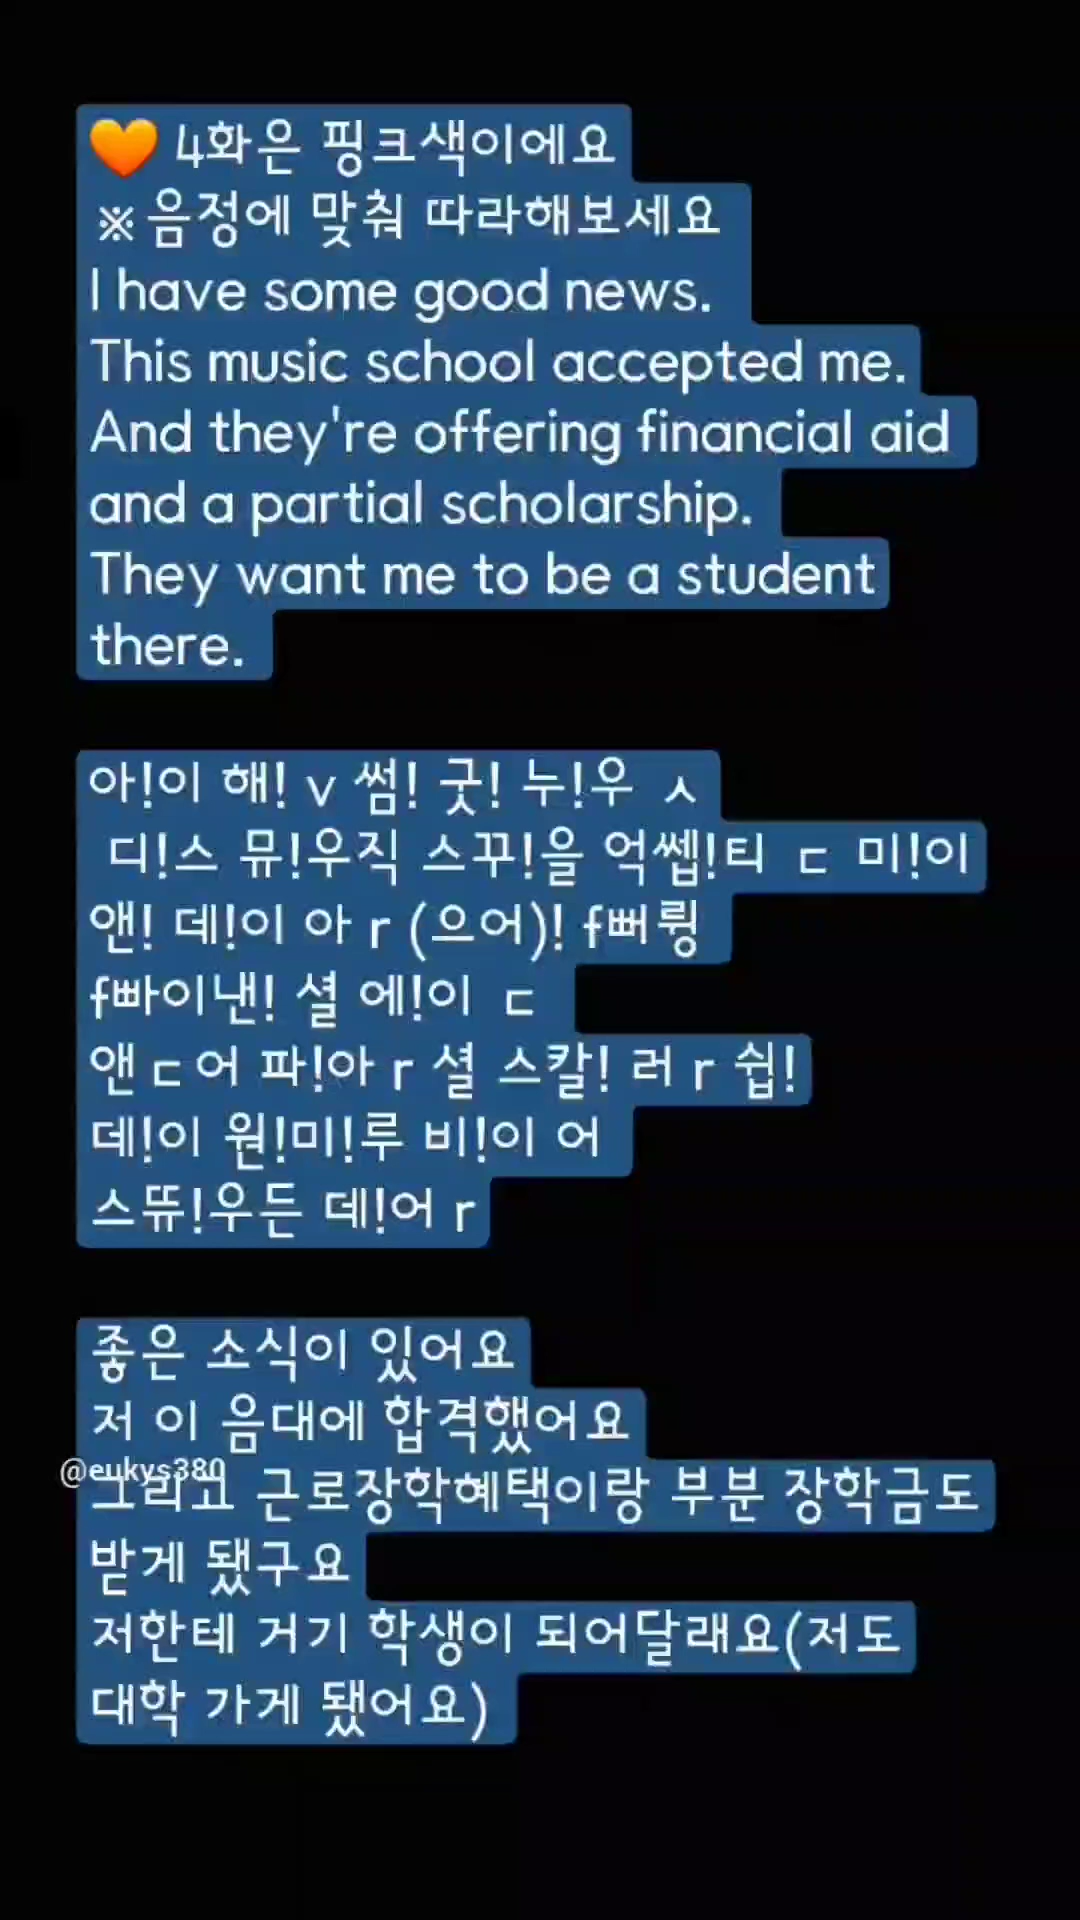 🧡 4화은 핑크색이에요
※음정에 맞춰 따라해보세요
I have some good news.
This music school accepted me.
And they're offering financial aid
and a partial scholarship.
They want me to be a student
there.
아!이 해! v 썸! 굿! 누!우 ㅅ
디!스 뮤!우직 스꾸!을 억쎕!티 ㄷ 미!이
앤! 데!이 아 r (으어)! f뻐륑
f빠이낸! 셜 에!이 ㄷ
앤ㄷ어 파!아 r 셜 스칼! 러 r 쉽!
데!이 원!미!루 비!이 어
스뜌!우든 데!어 r
좋은 소식이 있어요
저 이 음대에 합격했어요
@eukys380
그리고 근로장학혜택이랑 부분 장학금도
받게 됐구요
저한테 거기 학생이 되어달래요(저도
대학 가게 됐어요)